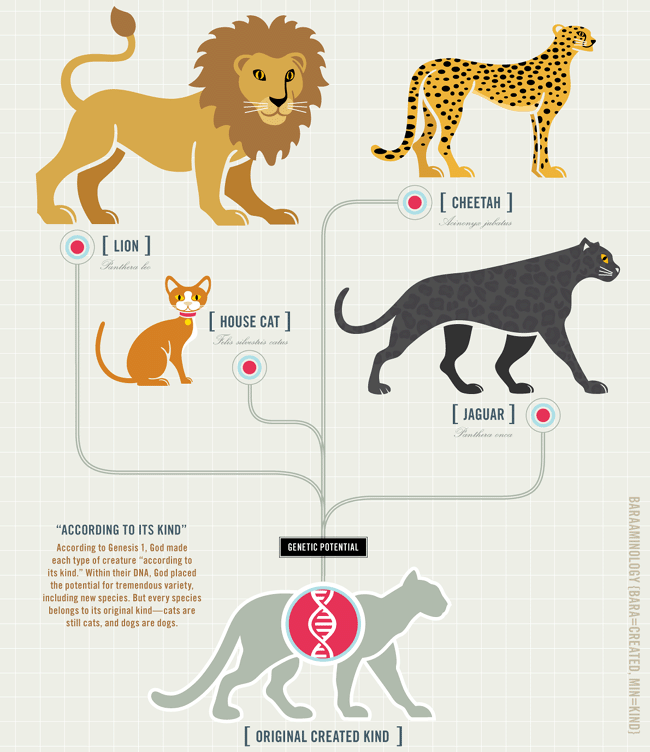 [ CHEETAH ]
Acinonyx jubatus
[ LION ]
Panthera leo
[ HOUSE CAT ]
Felis silvestris catus
[ JAGUAR ]
Panthera onca
GENETIC POTENTIAL
“ACCORDING TO ITS KIND”
According to Genesis 1, God made
each type of creature “according to
its kind.” Within their DNA, God placed
the potential for tremendous variety,
including new species. But every species
belongs to its original kind—cats are
still cats, and dogs are dogs.
[ ORIGINAL CREATED KIND ]
BARAAMINOLOGY {BARA=CREATED, MIN=KIND}